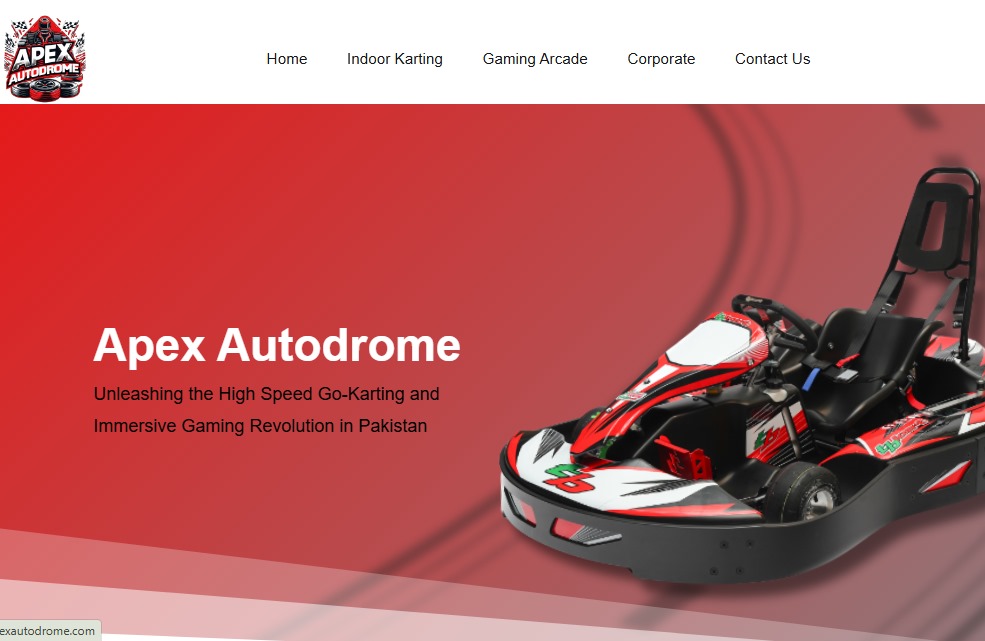 APEX
AUTODROME
Home Indoor Karting Gaming Arcade Corporate Contact Us
Apex Autodrome
Unleashing the High Speed Go-Karting and
Immersive Gaming Revolution in Pakistan
exautodrome.com